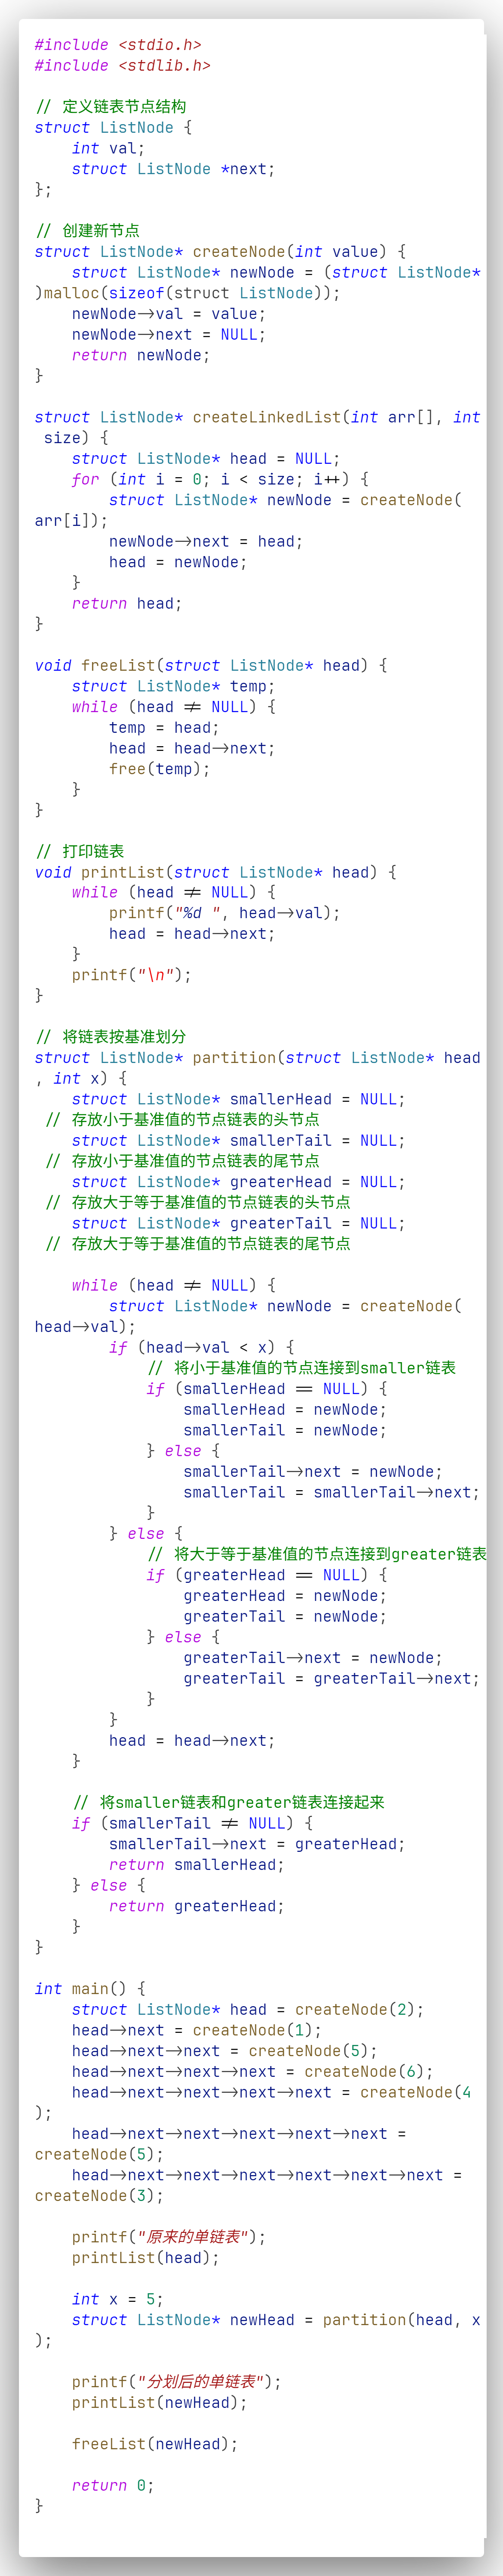 #include <stdio.h>
#include <stdlib.h>

// 定义链表节点结构
struct ListNode {
    int val;
    struct ListNode *next;
};

// 创建新节点
struct ListNode* createNode(int value) {
    struct ListNode* newNode = (struct ListNode*
)malloc(sizeof(struct ListNode));
    newNode->val = value;
    newNode->next = NULL;
    return newNode;
}

struct ListNode* createLinkedList(int arr[], int
 size) {
    struct ListNode* head = NULL;
    for (int i = 0; i < size; i++) {
        struct ListNode* newNode = createNode(
arr[i]);
        newNode->next = head;
        head = newNode;
    }
    return head;
}

void freeList(struct ListNode* head) {
    struct ListNode* temp;
    while (head != NULL) {
        temp = head;
        head = head->next;
        free(temp);
    }
}

// 打印链表
void printList(struct ListNode* head) {
    while (head != NULL) {
        printf("%d ", head->val);
        head = head->next;
    }
    printf("\n");
}

// 将链表按基准划分
struct ListNode* partition(struct ListNode* head
, int x) {
    struct ListNode* smallerHead = NULL;
 // 存放小于基准值的节点链表的头节点
    struct ListNode* smallerTail = NULL;
 // 存放小于基准值的节点链表的尾节点
    struct ListNode* greaterHead = NULL;
 // 存放大于等于基准值的节点链表的头节点
    struct ListNode* greaterTail = NULL;
 // 存放大于等于基准值的节点链表的尾节点

    while (head != NULL) {
        struct ListNode* newNode = createNode(
head->val);
        if (head->val < x) {
            // 将小于基准值的节点连接到smaller链表
            if (smallerHead == NULL) {
                smallerHead = newNode;
                smallerTail = newNode;
            } else {
                smallerTail->next = newNode;
                smallerTail = smallerTail->next;
            }
        } else {
            // 将大于等于基准值的节点连接到greater链表
            if (greaterHead == NULL) {
                greaterHead = newNode;
                greaterTail = newNode;
            } else {
                greaterTail->next = newNode;
                greaterTail = greaterTail->next;
            }
        }
        head = head->next;
    }

    // 将smaller链表和greater链表连接起来
    if (smallerTail != NULL) {
        smallerTail->next = greaterHead;
        return smallerHead;
    } else {
        return greaterHead;
    }
}

int main() {
    struct ListNode* head = createNode(2);
    head->next = createNode(1);
    head->next->next = createNode(5);
    head->next->next->next = createNode(6);
    head->next->next->next->next = createNode(4
);
    head->next->next->next->next->next =
createNode(5);
    head->next->next->next->next->next->next =
createNode(3);

    printf("原来的单链表");
    printList(head);

    int x = 5;
    struct ListNode* newHead = partition(head, x
);

    printf("分划后的单链表");
    printList(newHead);

    freeList(newHead);

    return 0;
}